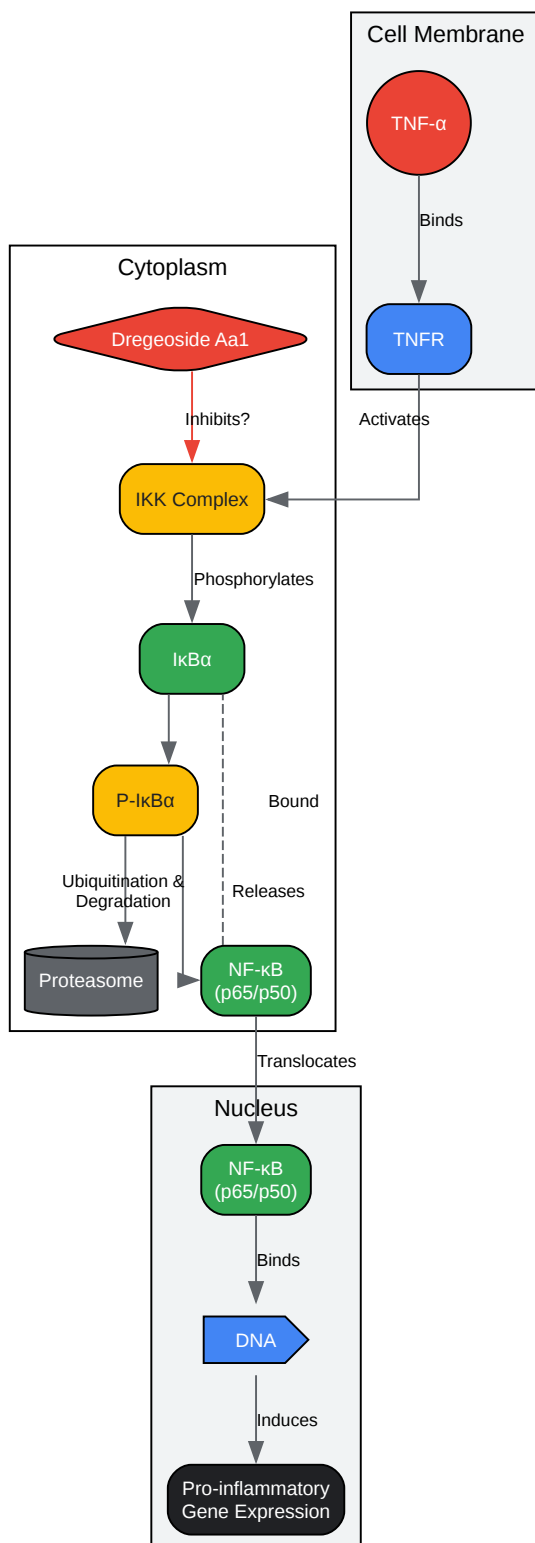 Cell Membrane
TNF-α
Binds
TNFR
Activates
Cytoplasm
Dregeoside Aa1
Inhibits?
IKK Complex
Phosphorylates
IκBα
P-IκBα
Bound
Ubiquitination &
Degradation
Releases
Proteasome
NF-κB
(p65/p50)
Translocates
Nucleus
NF-κB
(p65/p50)
Binds
DNA
Induces
Pro-inflammatory
Gene Expression